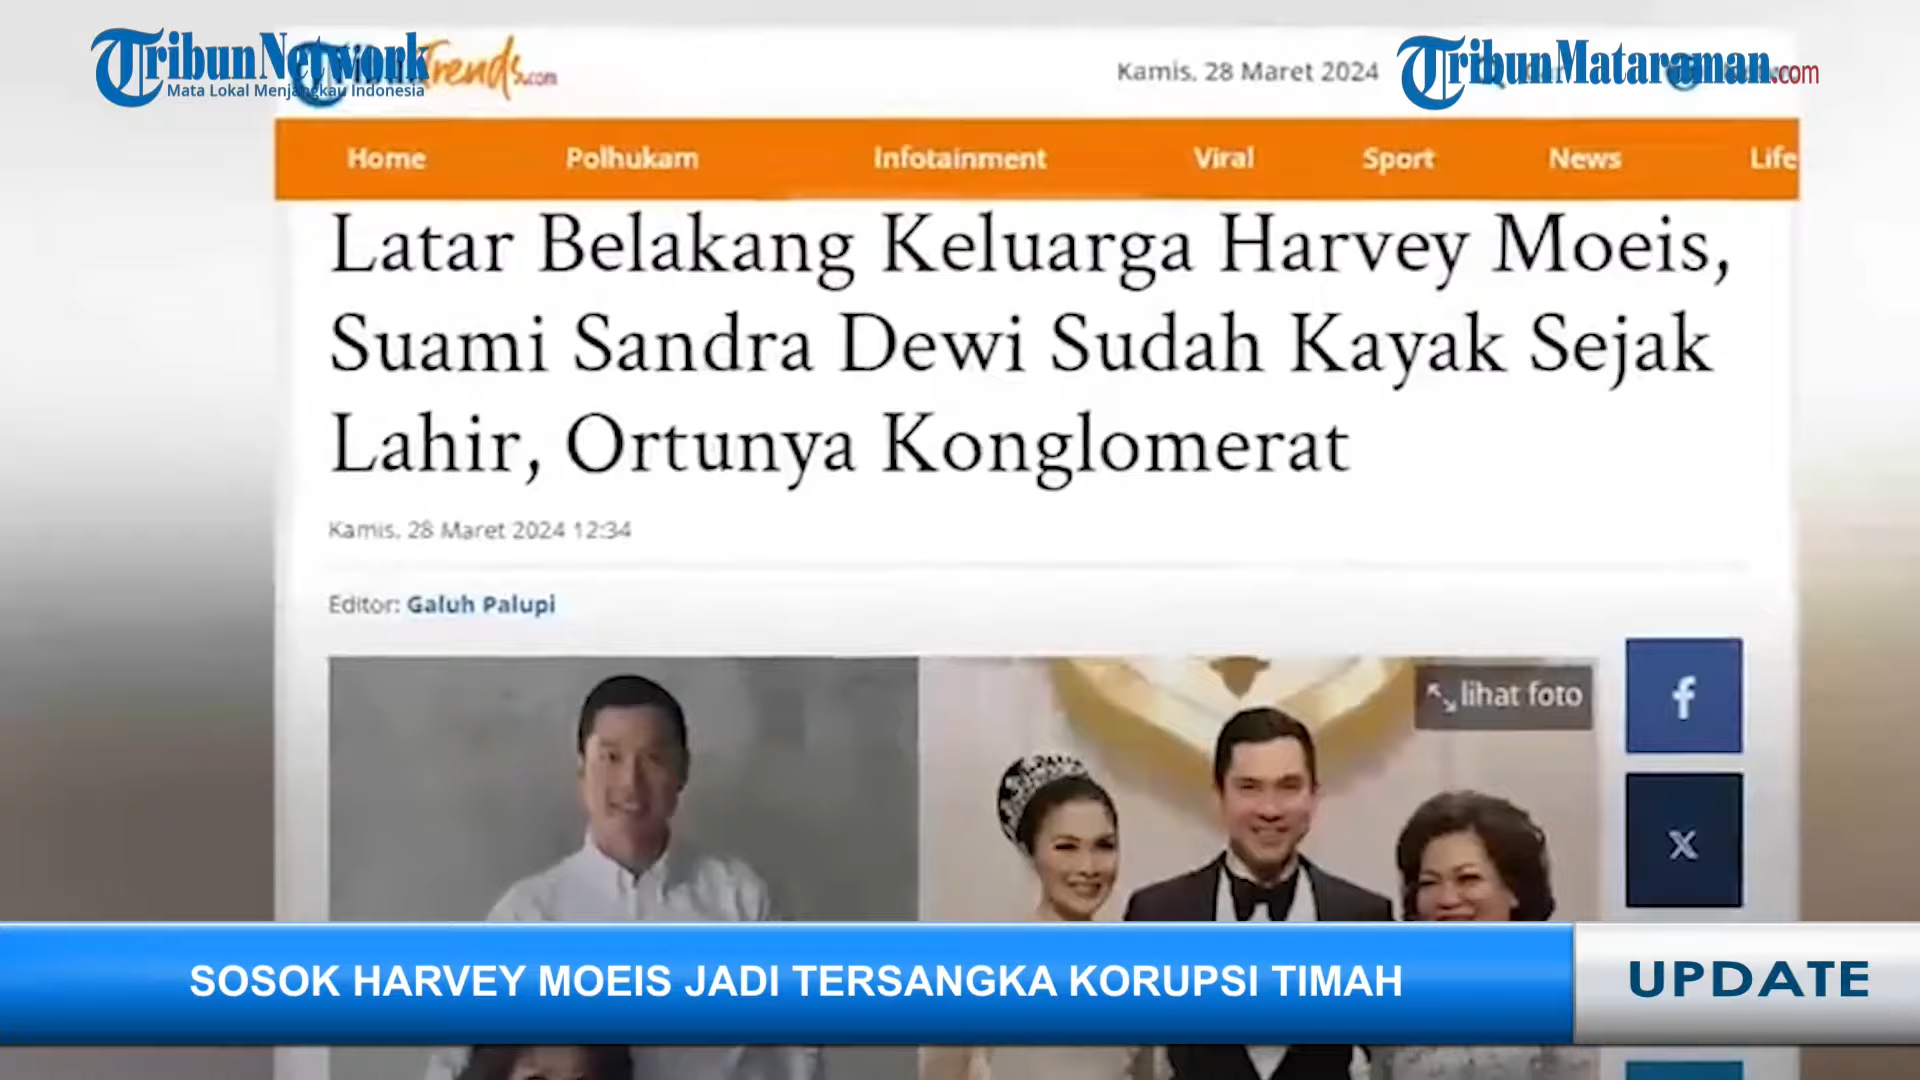 TribunNetwork
Mata Lokal Menjangkau Indonesia
Trends.com
Kamis, 28 Maret 2024
TribunMataraman.com
Home Polhukam Infotainment Viral Sport News Life
Latar Belakang Keluarga Harvey Moeis,
Suami Sandra Dewi Sudah Kayak Sejak
Lahir, Ortunya Konglomerat
Kamis, 28 Maret 2024 12:34
Editor: Galuh Palupi
lihat foto
f
X
SOSOK HARVEY MOEIS JADI TERSANGKA KORUPSI TIMAH
UPDATE